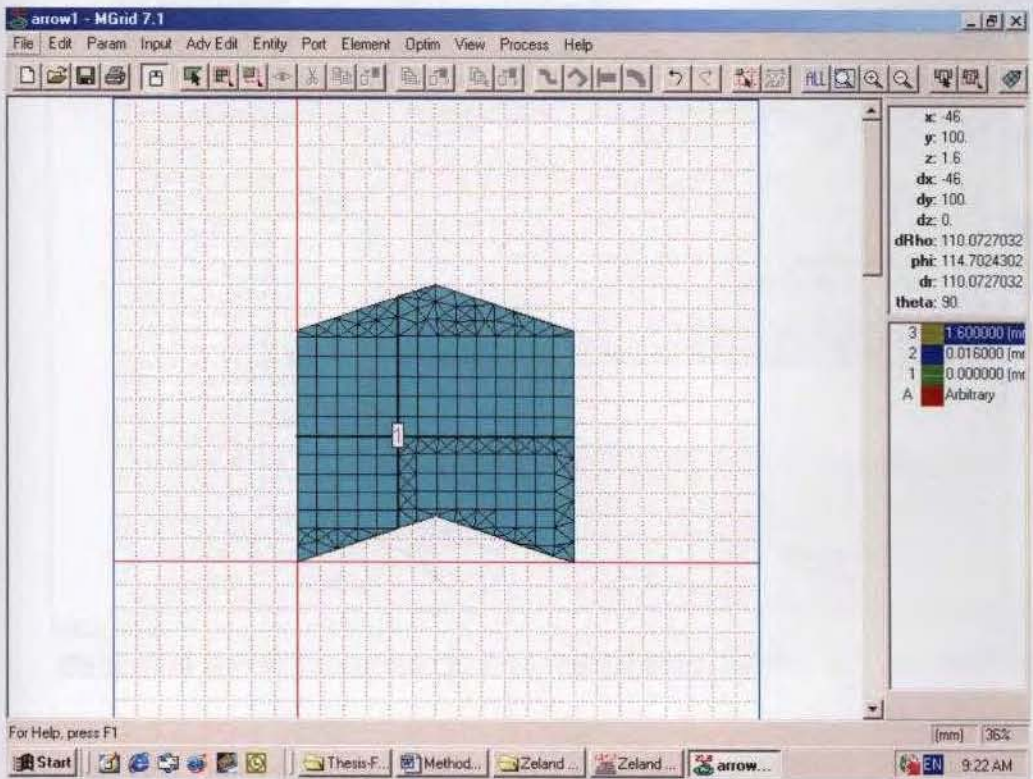 arrow1 - MGrid 7.1
File Edit Param Input Adv Edit Entity Port Element Optim View Process Help
ALL
x: -46.
y: 100.
z: 1.6
dx: -46.
dy: 100.
dz: 0.
dRho: 110.0727032
phi: 114.7024302
dr: 110.0727032
theta: 90.
3 1.600000 (m
2 0.016000 (m
1 0.000000 (m
A Arbitrary
1
For Help, press F1
(mm) 36%
Start Thesis-F... Method... Zeland ... Zeland ... arrow... EN 9:22 AM